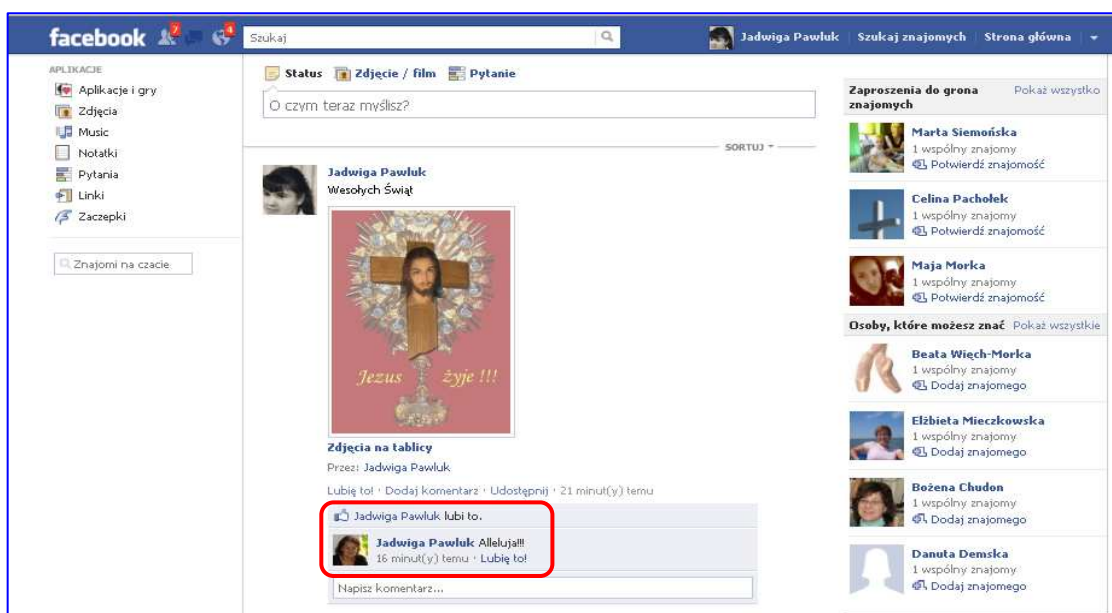 facebook 7 4 Szukaj Jadwiga Pawluk Szukaj znajomych Strona główna
APLIKACJE
Aplikacje i gry
Zdjęcia
Music
Notatki
Pytania
Linki
Zaczepki
Znajomi na czacie
Status Zdjęcie / film Pytanie
O czym teraz myślisz?
SORTUJ
Jadwiga Pawluk
Wesołych Świąt
Jezus żyje !!!
Zdjęcia na tablicy
Przez: Jadwiga Pawluk
Lubię to! · Dodaj komentarz · Udostępnij · 21 minut(y) temu
Jadwiga Pawluk lubi to.
Jadwiga Pawluk Alleluja!!!
16 minut(y) temu · Lubię to!
Napisz komentarz...
Zaproszenia do grona znajomych Pokaż wszystko
Marta Siemońska
1 wspólny znajomy
Potwierdź znajomość
Celina Pachołek
1 wspólny znajomy
Potwierdź znajomość
Maja Morka
1 wspólny znajomy
Potwierdź znajomość
Osoby, które możesz znać Pokaż wszystkie
Beata Więch-Morka
1 wspólny znajomy
Dodaj znajomego
Elżbieta Mieczkowska
1 wspólny znajomy
Dodaj znajomego
Bożena Chudon
1 wspólny znajomy
Dodaj znajomego
Danuta Demska
1 wspólny znajomy
Dodaj znajomego